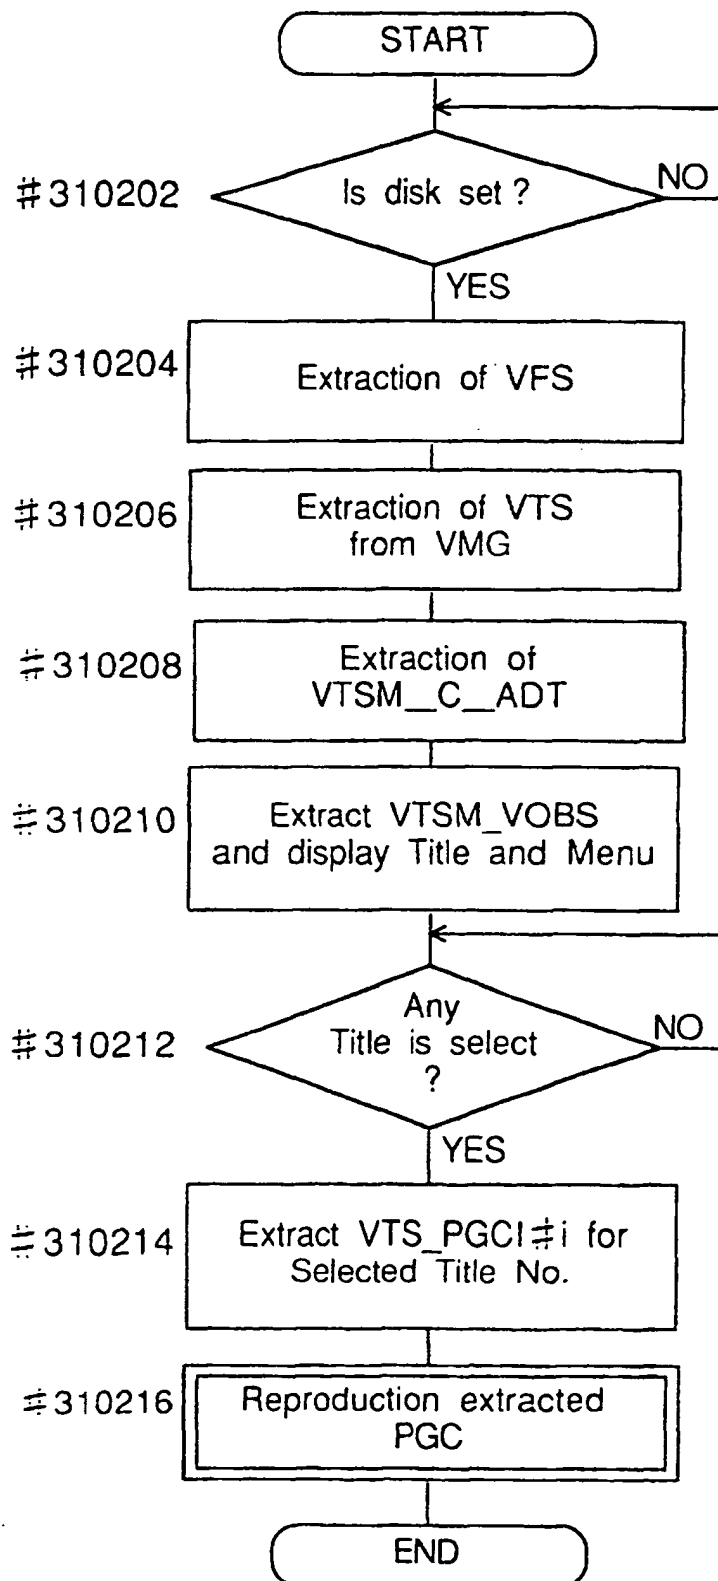 START
#310202
Is disk set ?
NO
YES
#310204
Extraction of VFS
#310206
Extraction of VTS
from VMG
#310208
Extraction of
VTSM__C__ADT
#310210
Extract VTSM_VOBS
and display Title and Menu
#310212
Any
Title is select
?
NO
YES
#310214
Extract VTS_PGCI#i for
Selected Title No.
#310216
Reproduction extracted
PGC
END